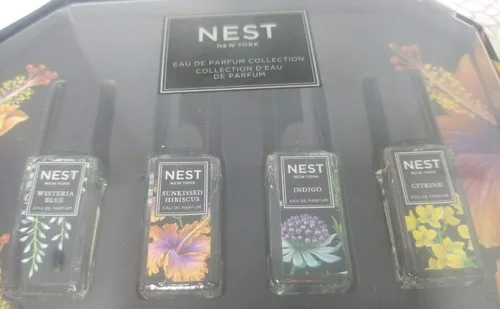 NEST
NEW YORK
EAU DE PARFUM COLLECTION
COLLECTION D'EAU
DE PARFUM
NEST
NEW YORK
WISTERIA
BLUE
EAU DE PARFUM
NEST
NEW YORK
SUNKISSED
HIBISCUS
EAU DE PARFUM
NEST
NEW YORK
INDIGO
EAU DE PARFUM
NEST
NEW YORK
CITRINE
EAU DE PARFUM